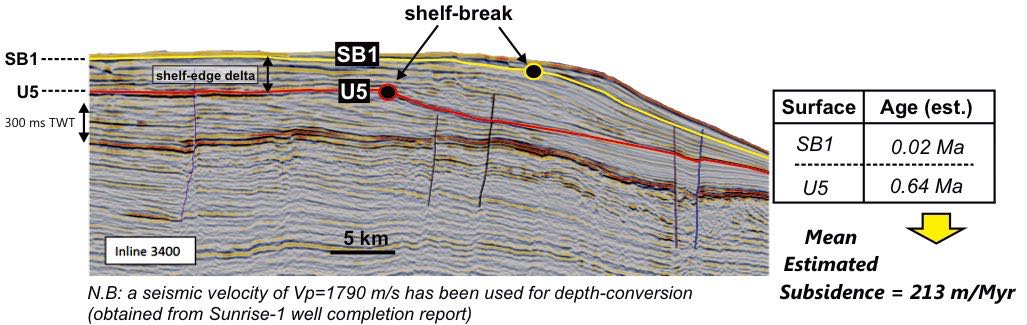 shelf-break
SB1
SB1
shelf-edge delta
U5
U5
300 ms TWT
Inline 3400
5 km
Surface Age (est.)
SB1 0.02 Ma
U5 0.64 Ma
Mean
Estimated
Subsidence = 213 m/Myr
N.B: a seismic velocity of Vp=1790 m/s has been used for depth-conversion
(obtained from Sunrise-1 well completion report)